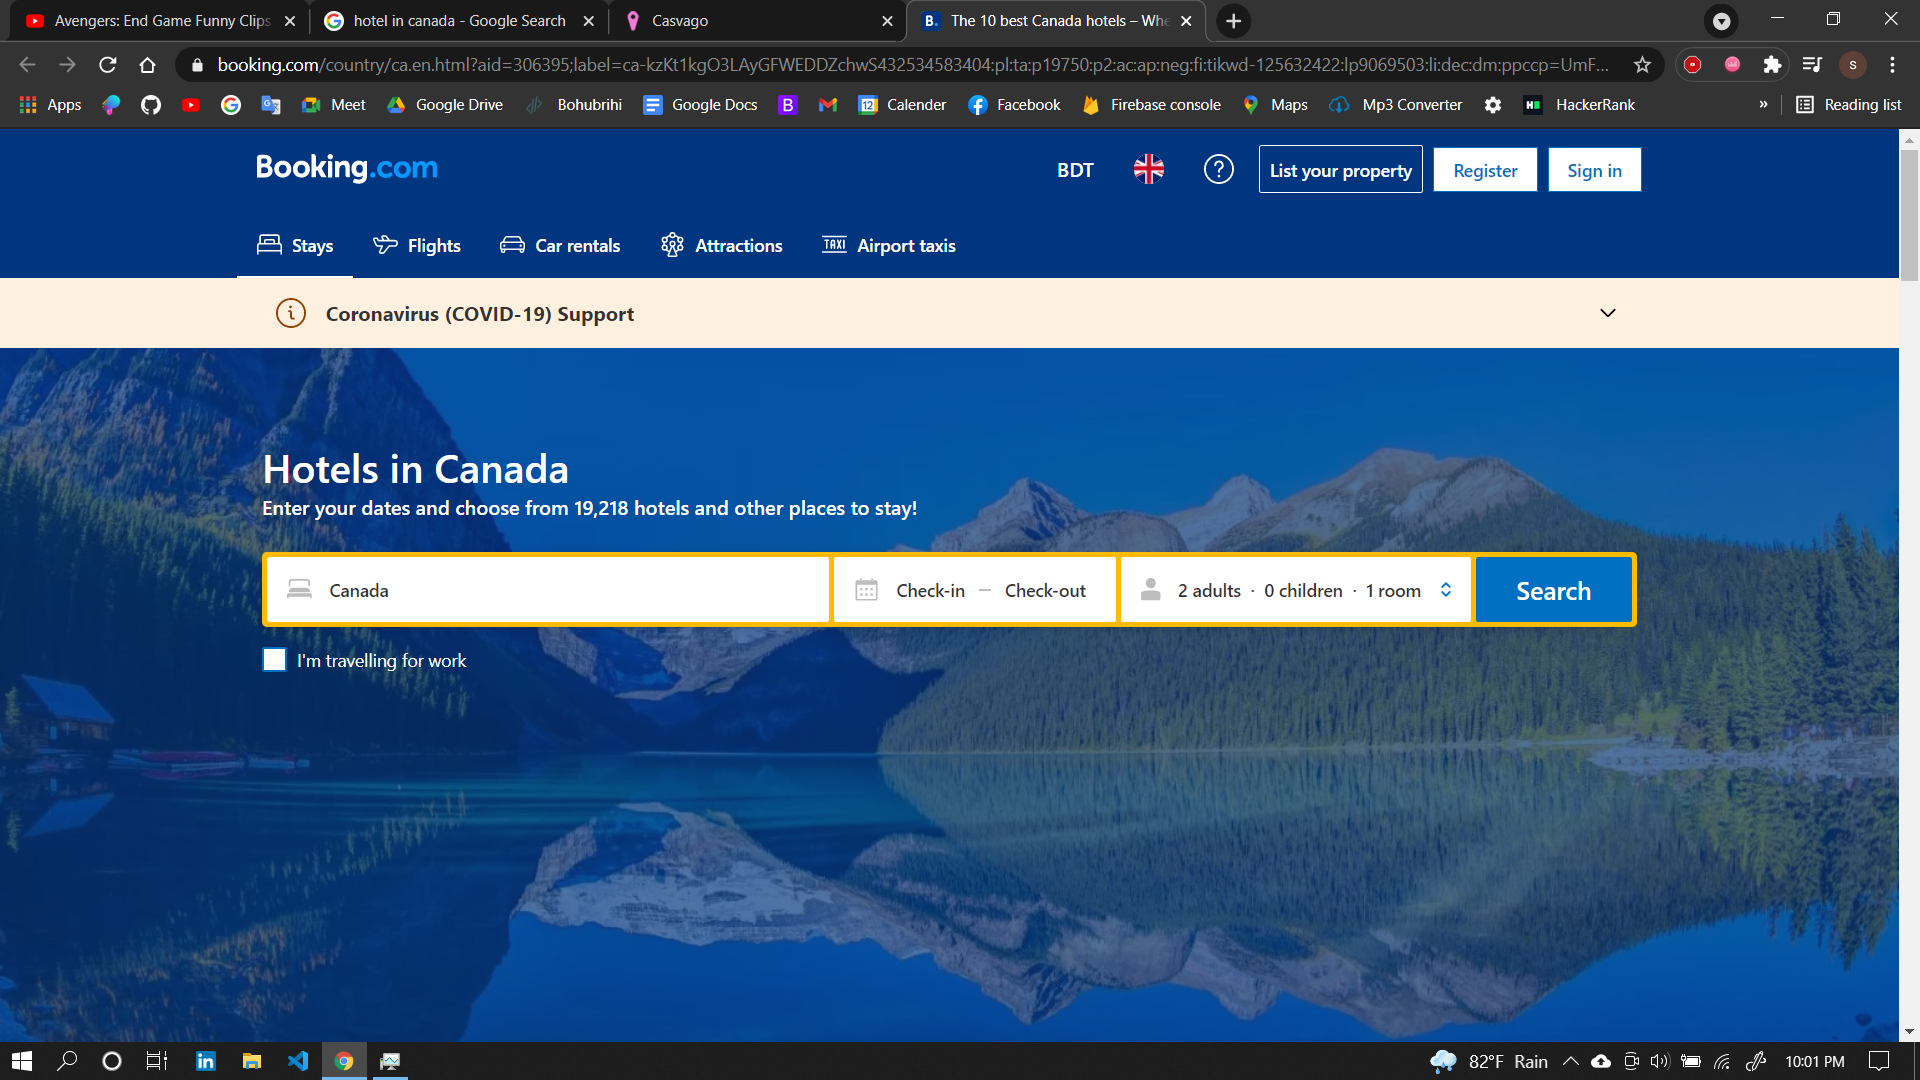 Avengers: End Game Funny Clips
hotel in canada - Google Search
Casvago
B. The 10 best Canada hotels – Whe
booking.com/country/ca.en.html?aid=306395;label=ca-kzKt1kgO3LAyGFWEDDZchwS432534583404:pl:ta:p19750:p2:ac:ap:neg:fi:tikwd-125632422:lp9069503:li:dec:dm:ppccp=UmF...
S
Apps
Meet
Google Drive
Bohubrihi
Google Docs
B
12 Calender
Facebook
Firebase console
Maps
Mp3 Converter
HackerRank
»
Reading list
Booking.com
BDT
?
List your property
Register
Sign in
Stays
Flights
Car rentals
Attractions
TAXI Airport taxis
Coronavirus (COVID-19) Support
Hotels in Canada
Enter your dates and choose from 19,218 hotels and other places to stay!
Canada
Check-in — Check-out
2 adults · 0 children · 1 room
Search
I'm travelling for work
in
82°F Rain
10:01 PM